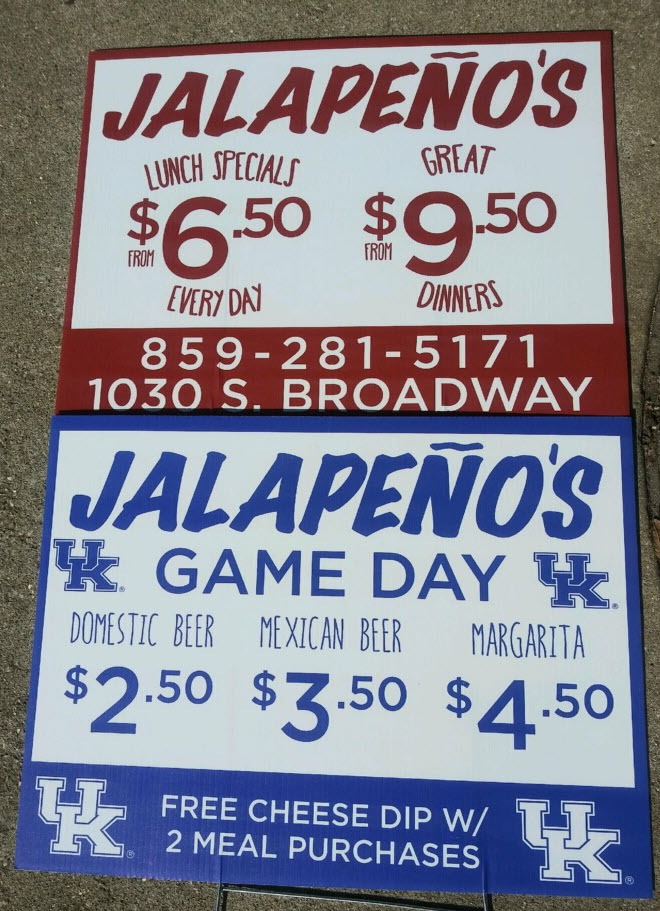 JALAPEÑO'S
LUNCH SPECIALS
FROM $6.50
EVERY DAY
GREAT
FROM $9.50
DINNERS
859-281-5171
1030 S. BROADWAY
JALAPEÑO'S
UK GAME DAY UK
DOMESTIC BEER MEXICAN BEER MARGARITA
$2.50 $3.50 $4.50
UK FREE CHEESE DIP W/ UK
2 MEAL PURCHASES